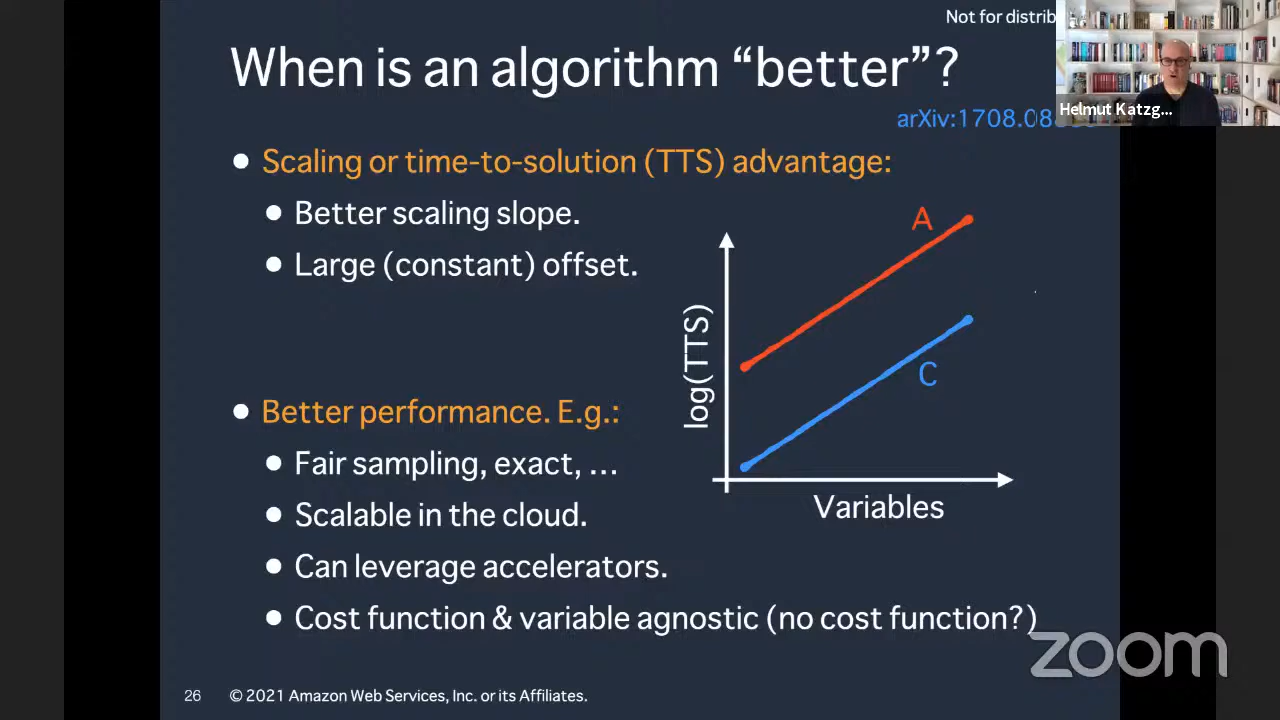 Not for distrib
When is an algorithm “better”?
Helmut Katzg...
arXiv:1708.08
• Scaling or time-to-solution (TTS) advantage:
• Better scaling slope.
• Large (constant) offset.
A
C
log(TTS)
Variables
• Better performance. E.g.:
• Fair sampling, exact, …
• Scalable in the cloud.
• Can leverage accelerators.
• Cost function & variable agnostic (no cost function?)
zoom
26 © 2021 Amazon Web Services, Inc. or its Affiliates.